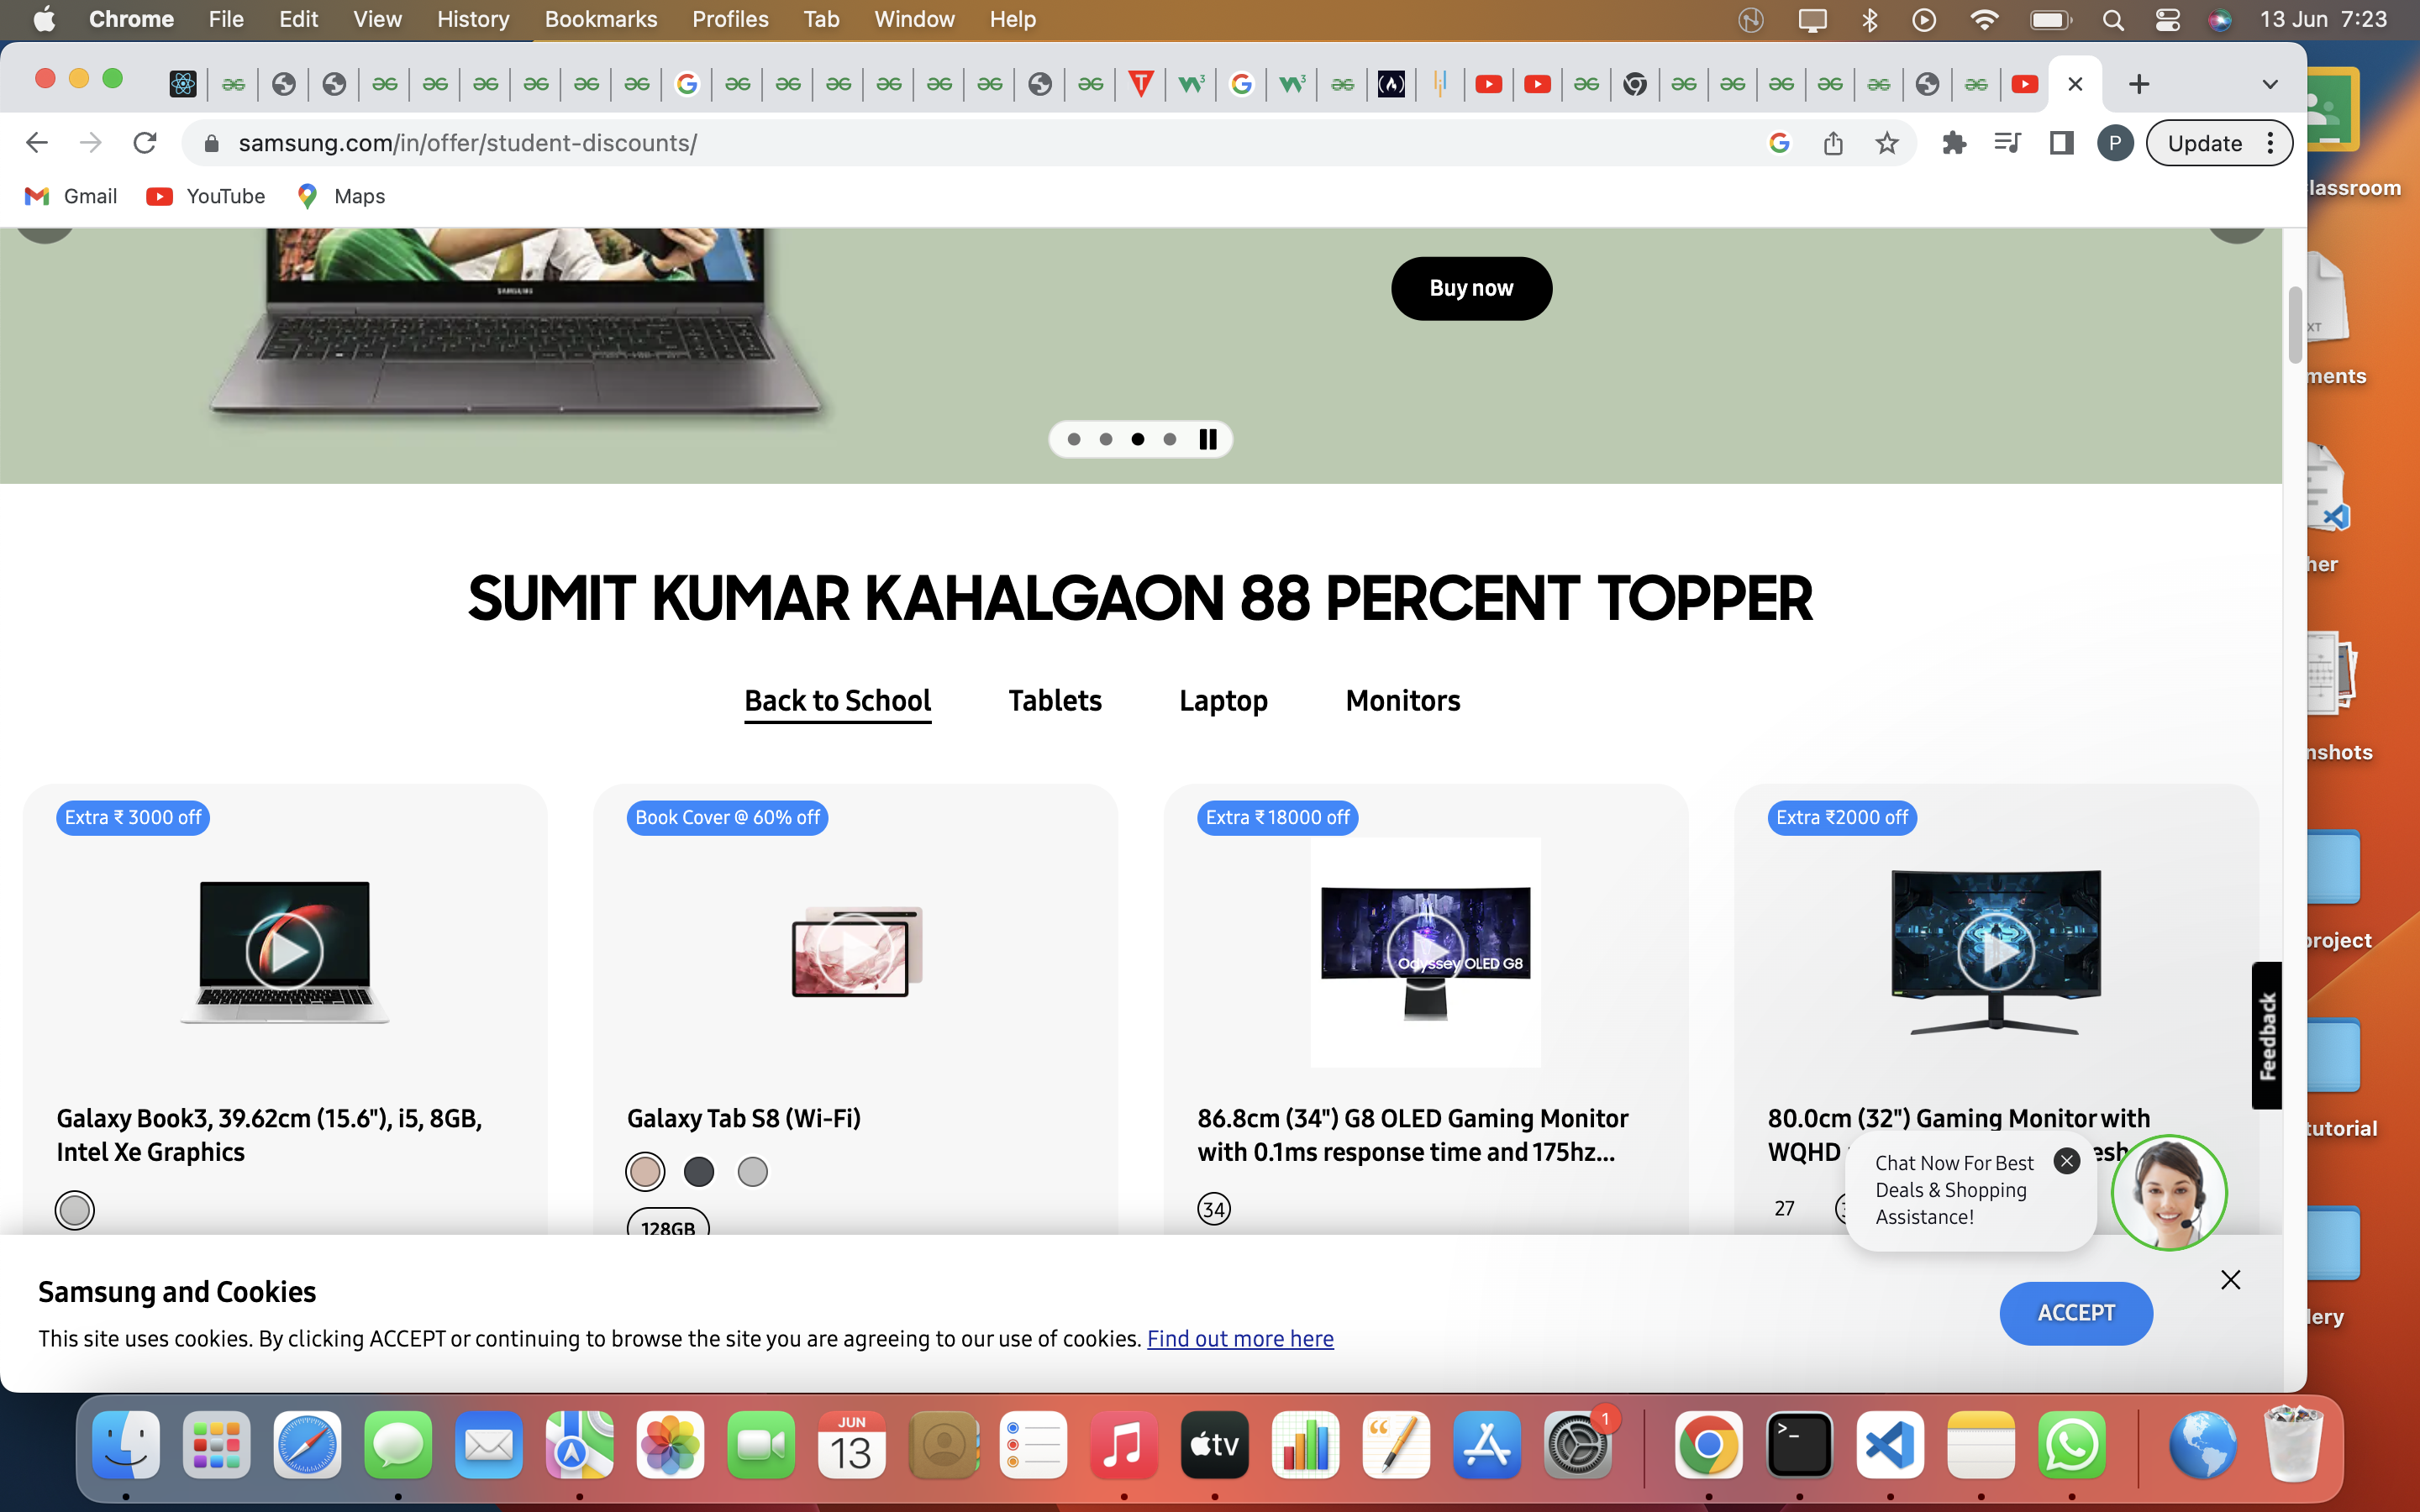 Chrome File Edit View History Bookmarks Profiles Tab Window Help 13 Jun 7:23
samsung.com/in/offer/student-discounts/ P Update
Gmail YouTube Maps
SAMSUNG
Buy now
SUMIT KUMAR KAHALGAON 88 PERCENT TOPPER
Back to School Tablets Laptop Monitors
Extra ₹ 3000 off
Galaxy Book3, 39.62cm (15.6"), i5, 8GB,
Intel Xe Graphics
Book Cover @ 60% off
Galaxy Tab S8 (Wi-Fi)
128GB
Extra ₹ 18000 off
Odyssey OLED G8
86.8cm (34") G8 OLED Gaming Monitor
with 0.1ms response time and 175hz...
34
Extra ₹2000 off
80.0cm (32") Gaming Monitor with
WQHD
27
Feedback
Chat Now For Best
Deals & Shopping
Assistance!
Samsung and Cookies
This site uses cookies. By clicking ACCEPT or continuing to browse the site you are agreeing to our use of cookies. Find out more here
ACCEPT
lassroom
ments
her
nshots
project
tutorial
lery
JUN
13
tv
1